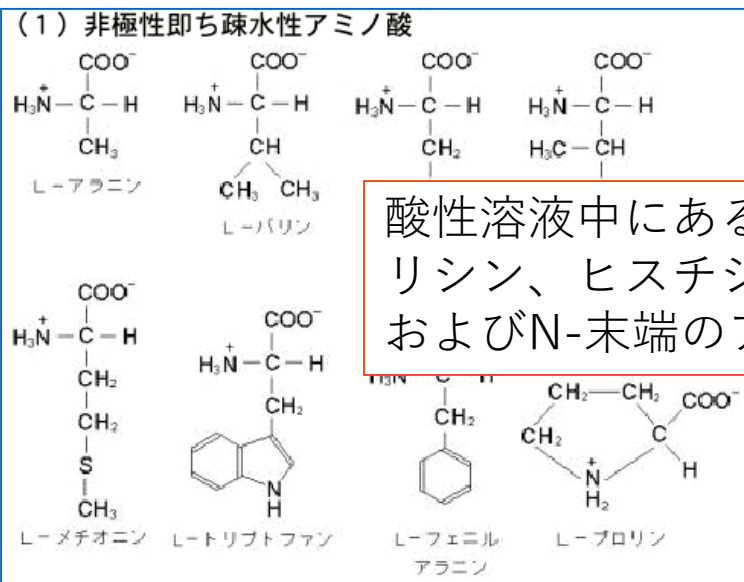 (1)非極性即ち疎水性アミノ酸
COO⁻ COO⁻ COO⁻ COO⁻
H₃N⁺−C−H H₃N⁺−C−H H₃N⁺−C−H H₃N⁺−C−H
CH₃ CH CH₂ H₃C−CH
L−アラニン CH₃ CH₃
L−バリン
酸性溶液中にある
リシン、ヒスチジ
およびN-末端の
COO⁻ COO⁻
H₃N⁺−C−H H₃N⁺−C−H
CH₂ CH₂ CH₂ CH₂—CH₂ COO⁻
CH₂ CH₂ C
S N⁺ H
CH₃ N H₂
H
L−メチオニン L−トリプトファン L−フェニル L−プロリン
アラニン